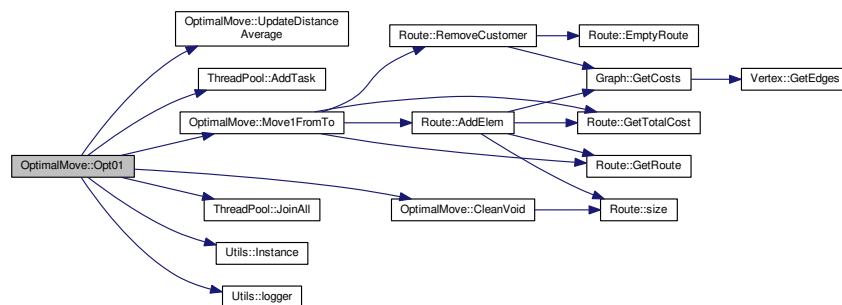 OptimalMove::UpdateDistance
Average
Route::RemoveCustomer
Route::EmptyRoute
ThreadPool::AddTask
Graph::GetCosts
Vertex::GetEdges
OptimalMove::Move1FromTo
Route::AddElem
Route::GetTotalCost
OptimalMove::Opt01
Route::GetRoute
ThreadPool::JoinAll
OptimalMove::CleanVoid
Route::size
Utils::Instance
Utils::logger